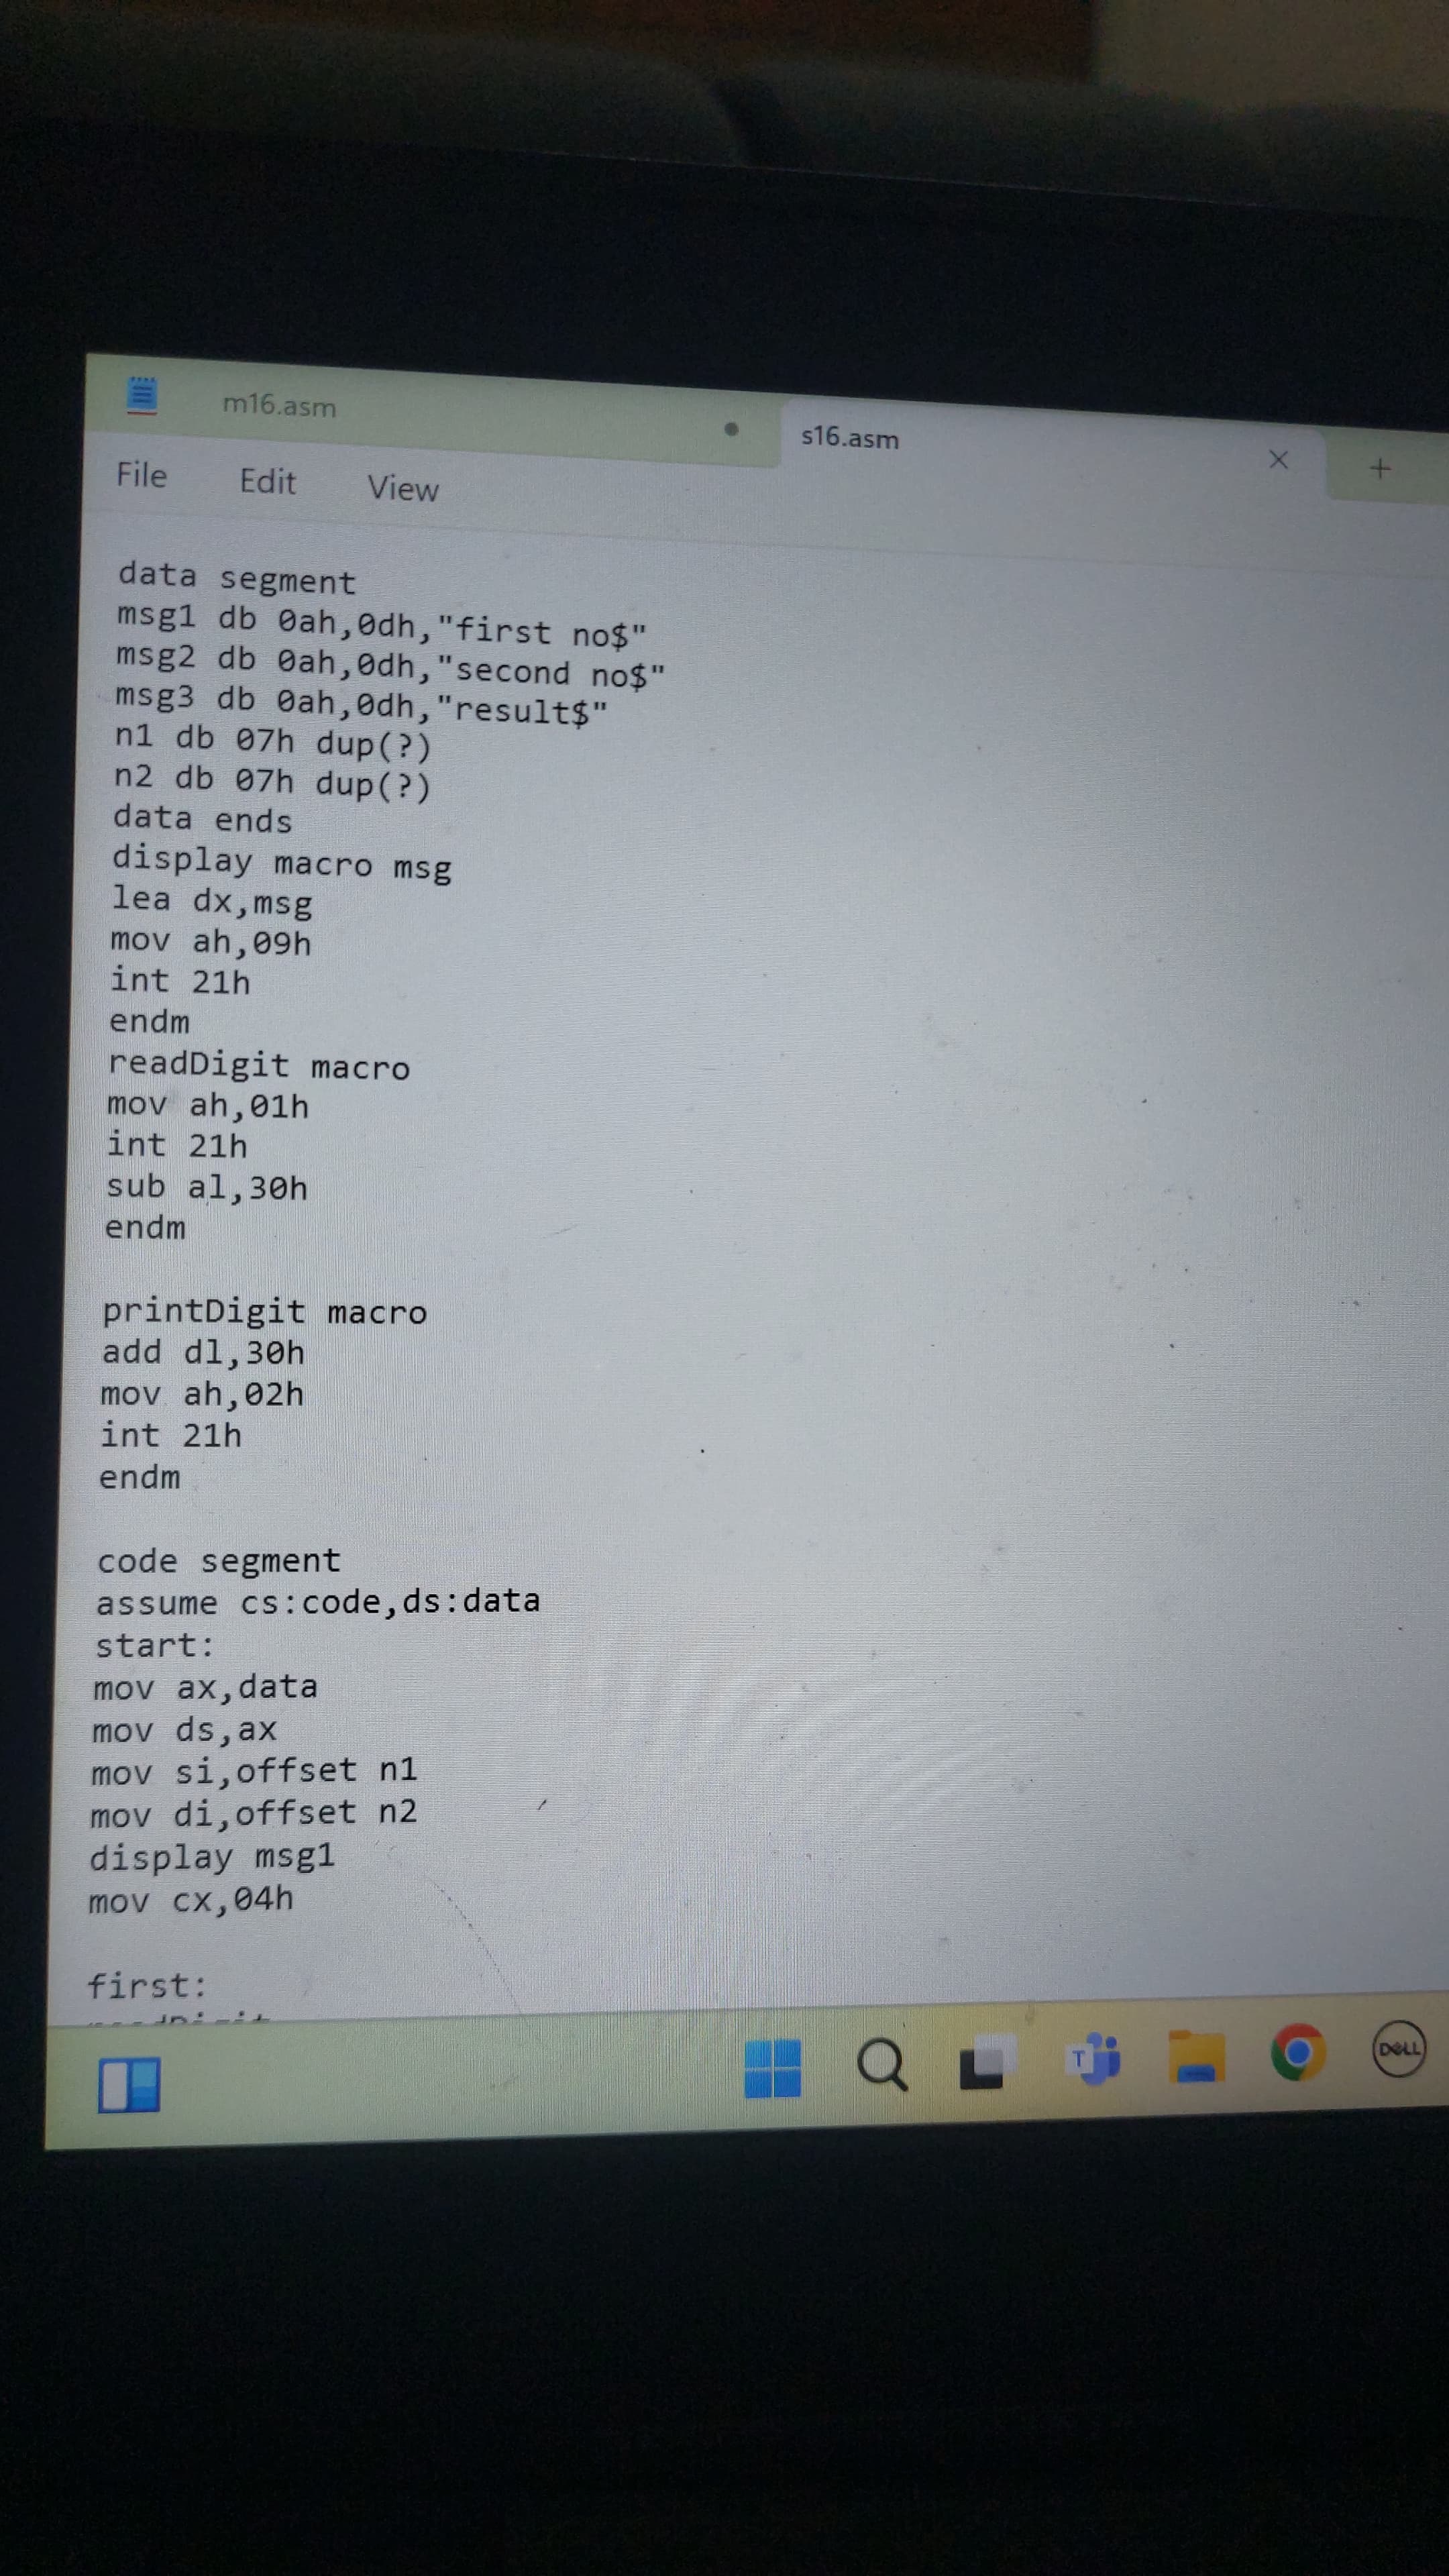 m16.asm
s16.asm
File Edit View
data segment
msg1 db 0ah,0dh,"first no$"
msg2 db 0ah,0dh,"second no$"
msg3 db 0ah,0dh,"result$"
n1 db 07h dup(?)
n2 db 07h dup(?)
data ends
display macro msg
lea dx,msg
mov ah,09h
int 21h
endm
readDigit macro
mov ah,01h
int 21h
sub al,30h
endm
printDigit macro
add dl,30h
mov ah,02h
int 21h
endm
code segment
assume cs:code,ds:data
start:
mov ax,data
mov ds,ax
mov si,offset n1
mov di,offset n2
display msg1
mov cx,04h
first:
T
DELL